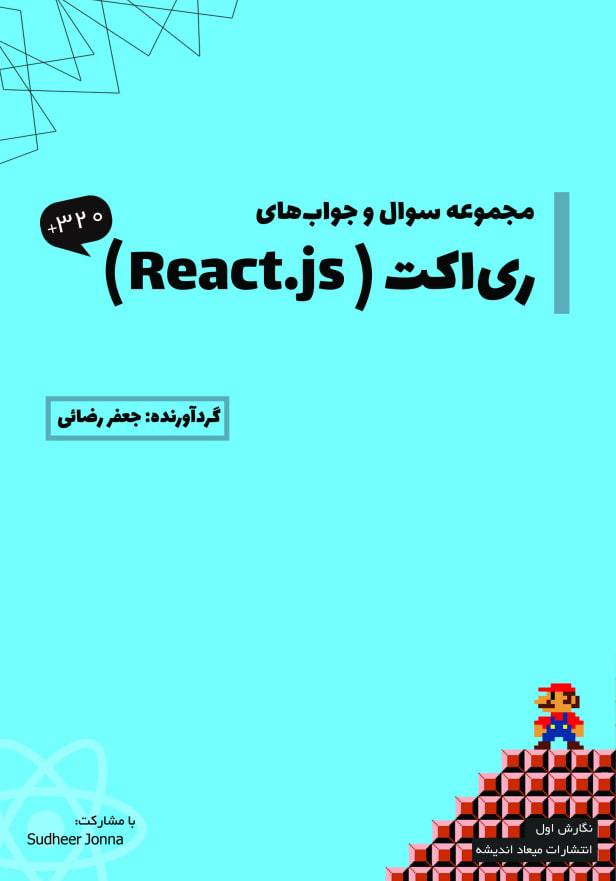 مجموعه سوال و جواب‌های
ری‌اکت ( React.js )
+۳۲۰
گردآورنده: جعفر رضائی
با مشارکت:
Sudheer Jonna
نگارش اول
انتشارات میعاد اندیشه